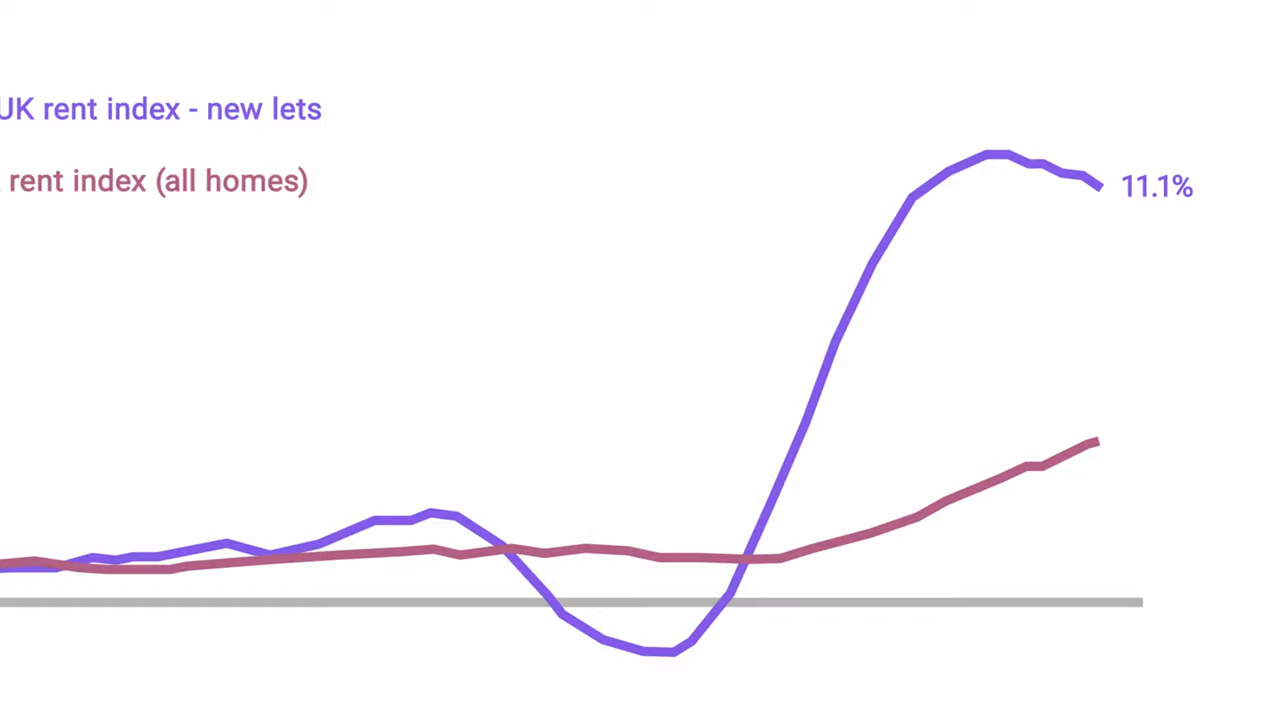 UK rent index - new lets
rent index (all homes)
11.1%